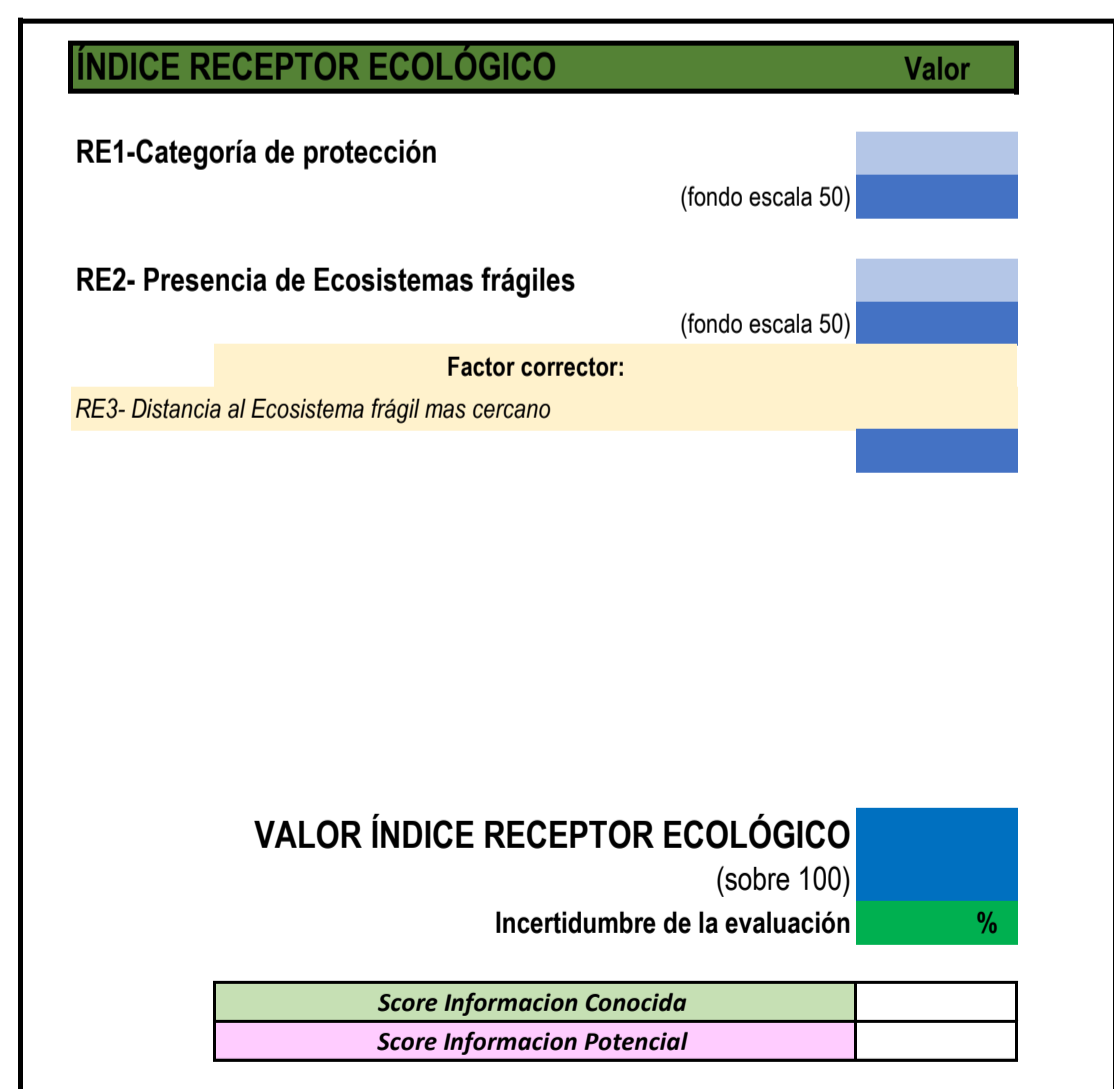 ÍNDICE RECEPTOR ECOLÓGICO Valor
RE1-Categoría de protección
(fondo escala 50)
RE2- Presencia de Ecosistemas frágiles
(fondo escala 50)
Factor corrector:
RE3- Distancia al Ecosistema frágil mas cercano
VALOR ÍNDICE RECEPTOR ECOLÓGICO
(sobre 100)
Incertidumbre de la evaluación %
Score Informacion Conocida
Score Informacion Potencial